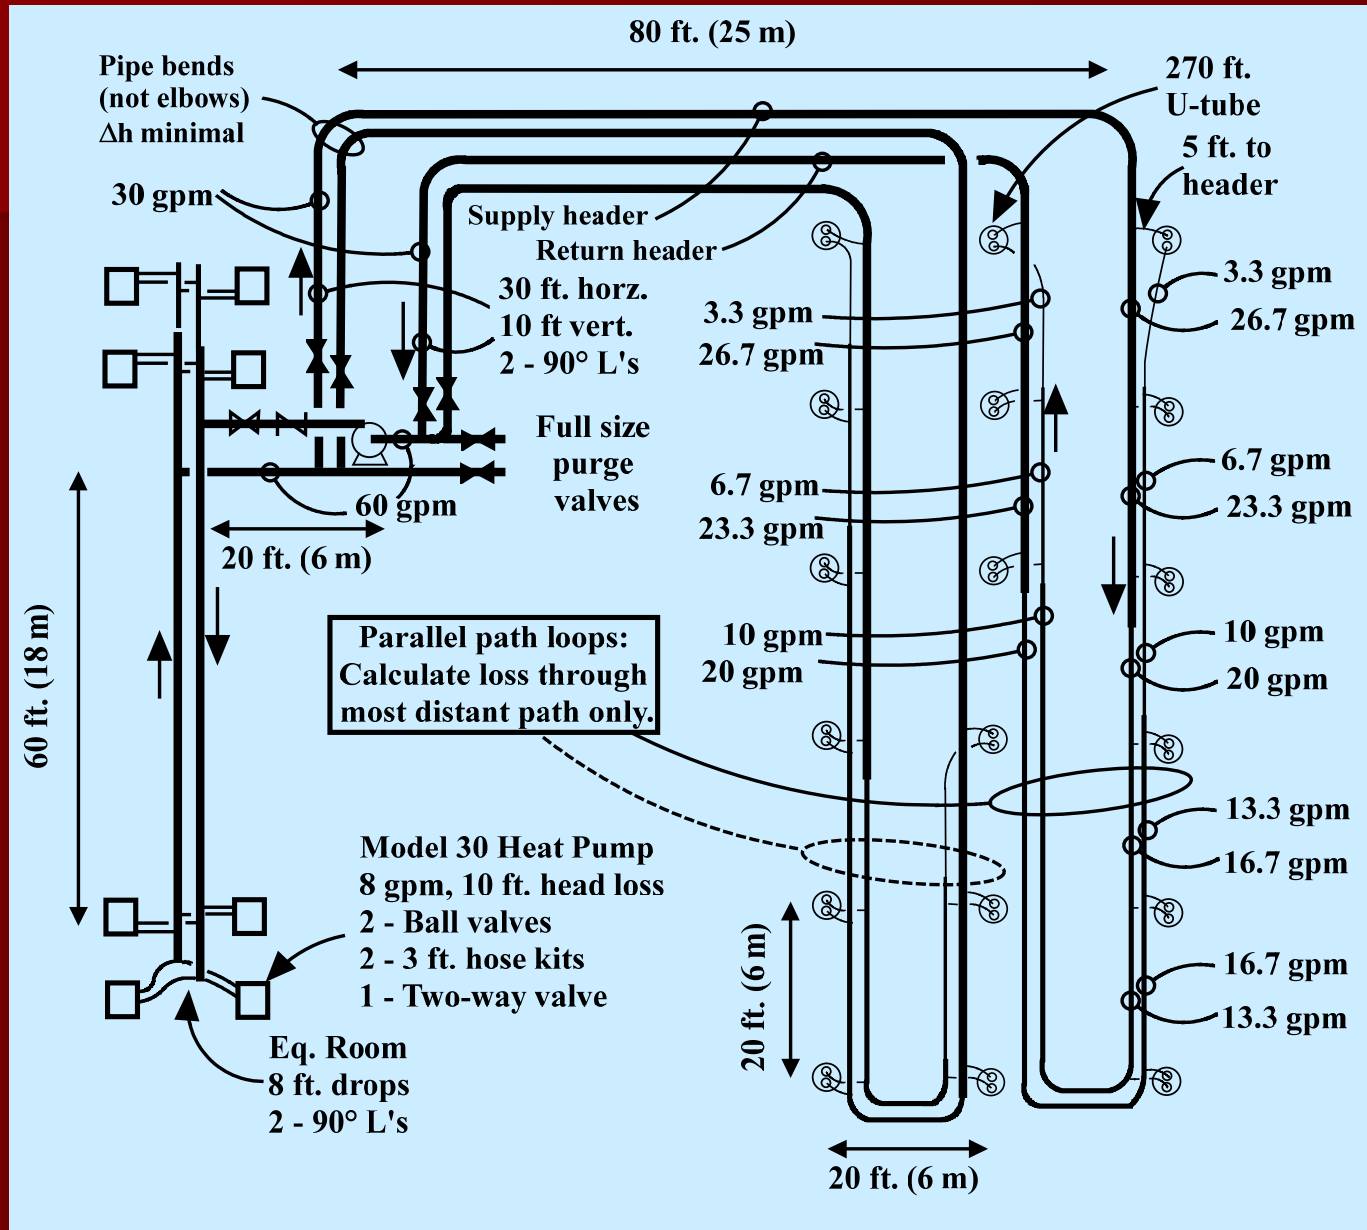 80 ft. (25 m)
Pipe bends
(not elbows)
Δh minimal
270 ft.
U-tube
5 ft. to
header
30 gpm
Supply header
Return header
30 ft. horz.
10 ft vert.
2 - 90° L's
3.3 gpm
26.7 gpm
3.3 gpm
26.7 gpm
Full size
purge
valves
60 gpm
20 ft. (6 m)
6.7 gpm
23.3 gpm
6.7 gpm
23.3 gpm
60 ft. (18 m)
Parallel path loops:
Calculate loss through
most distant path only.
10 gpm
20 gpm
10 gpm
20 gpm
13.3 gpm
16.7 gpm
Model 30 Heat Pump
8 gpm, 10 ft. head loss
2 - Ball valves
2 - 3 ft. hose kits
1 - Two-way valve
20 ft. (6 m)
16.7 gpm
13.3 gpm
Eq. Room
8 ft. drops
2 - 90° L's
20 ft. (6 m)